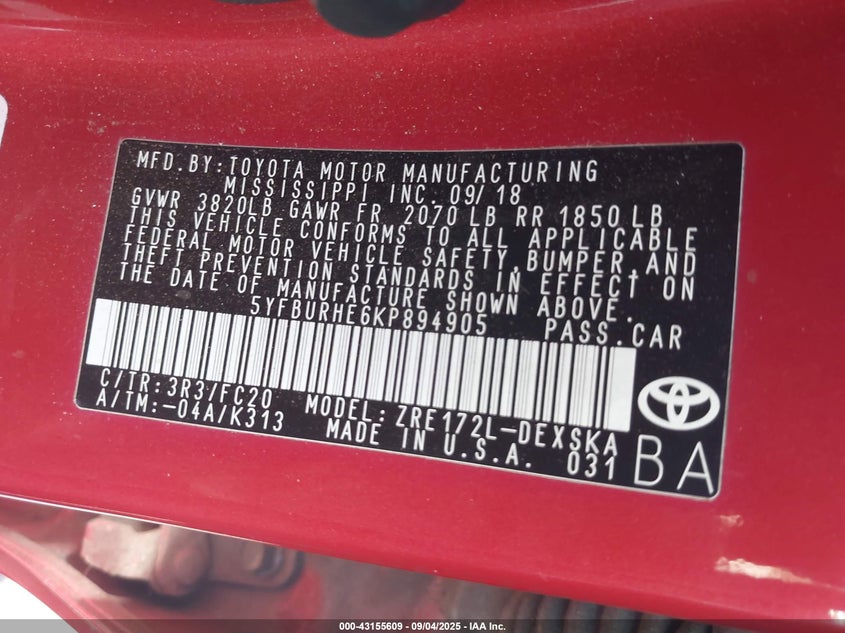 MFD.BY:TOYOTA MOTOR MANUFACTURING
MISSISSIPPI INC. 09/18
GVWR 3820LB GAWR FR 2070 LB RR 1850 LB
THIS VEHICLE CONFORMS TO ALL APPLICABLE
FEDERAL MOTOR VEHICLE SAFETY,BUMPER,AND
THEFT PREVENTION STANDARDS IN EFFECT ON
THE DATE OF MANUFACTURE SHOWN ABOVE.
5YFBURHE6KP894905 PASS.CAR
C/TR:3R3/FC20 MODEL:ZRE172L-DEXSKA
A/TM:-04A/K313 MADE IN U.S.A. 031
BA
000-43155609 - 09/04/2025 - IAA Inc.